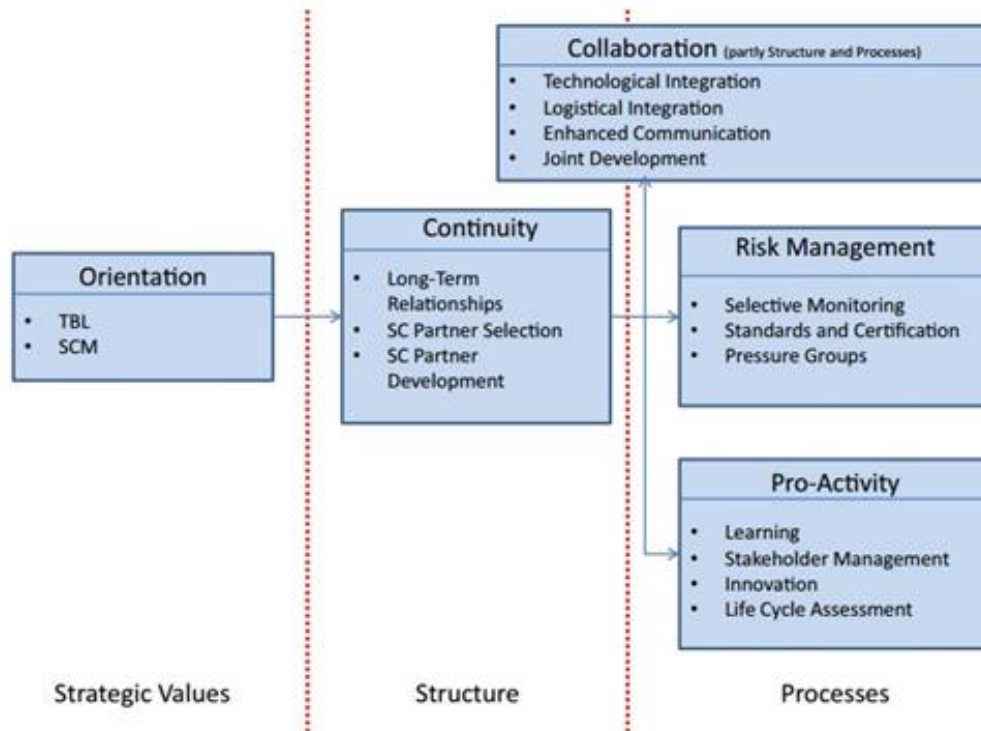 Collaboration (partly Structure and Processes)
• Technological Integration
• Logistical Integration
• Enhanced Communication
• Joint Development
Continuity
• Long-Term
Relationships
• SC Partner Selection
• SC Partner
Development
Orientation
• TBL
• SCM
Risk Management
• Selective Monitoring
• Standards and Certification
• Pressure Groups
Pro-Activity
• Learning
• Stakeholder Management
• Innovation
• Life Cycle Assessment
Strategic Values
Structure
Processes